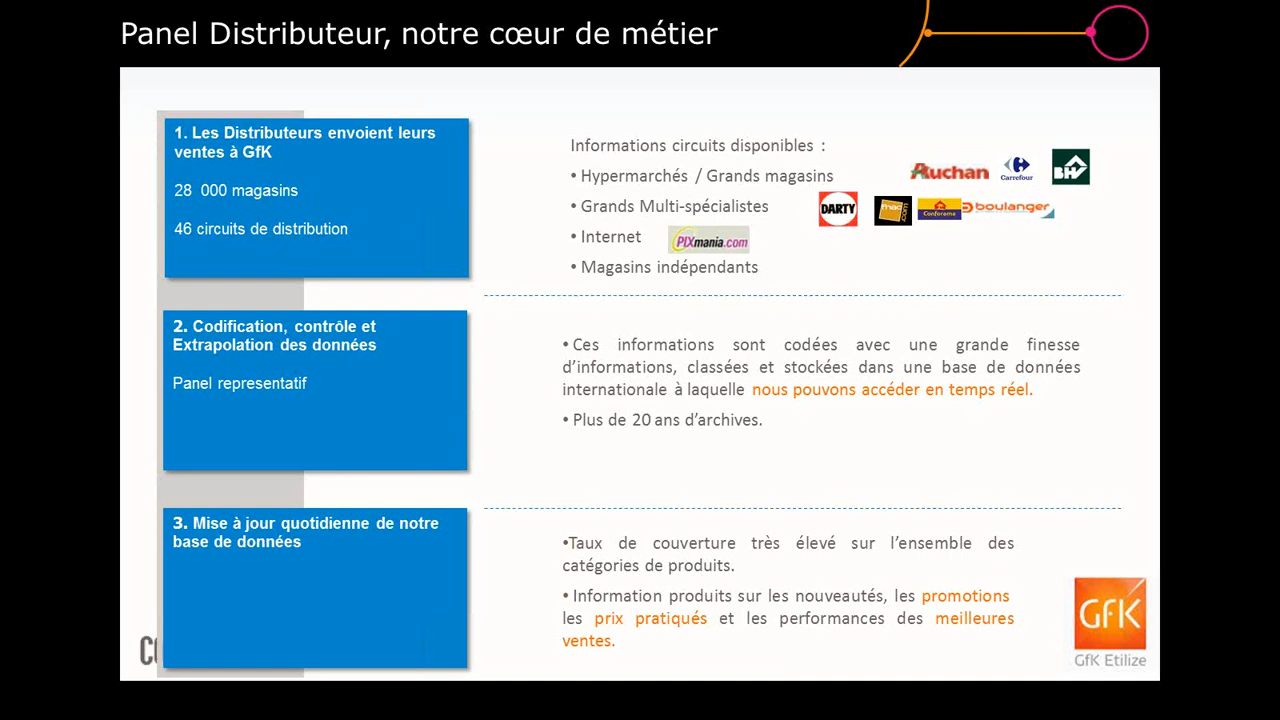 Panel Distributeur, notre cœur de métier
1. Les Distributeurs envoient leurs
ventes à GfK
28 000 magasins
46 circuits de distribution
Informations circuits disponibles :
• Hypermarchés / Grands magasins
Auchan
Carrefour
BHV
• Grands Multi-spécialistes
DARTY
fnac.com
Conforama
boulanger
• Internet
PIXmania.com
• Magasins indépendants
2. Codification, contrôle et
Extrapolation des données
Panel representatif
• Ces informations sont codées avec une grande finesse
d’informations, classées et stockées dans une base de données
internationale à laquelle nous pouvons accéder en temps réel.
• Plus de 20 ans d’archives.
3. Mise à jour quotidienne de notre
base de données
•Taux de couverture très élevé sur l’ensemble des
catégories de produits.
• Information produits sur les nouveautés, les promotions
les prix pratiqués et les performances des meilleures
ventes.
GfK
GfK Etilize